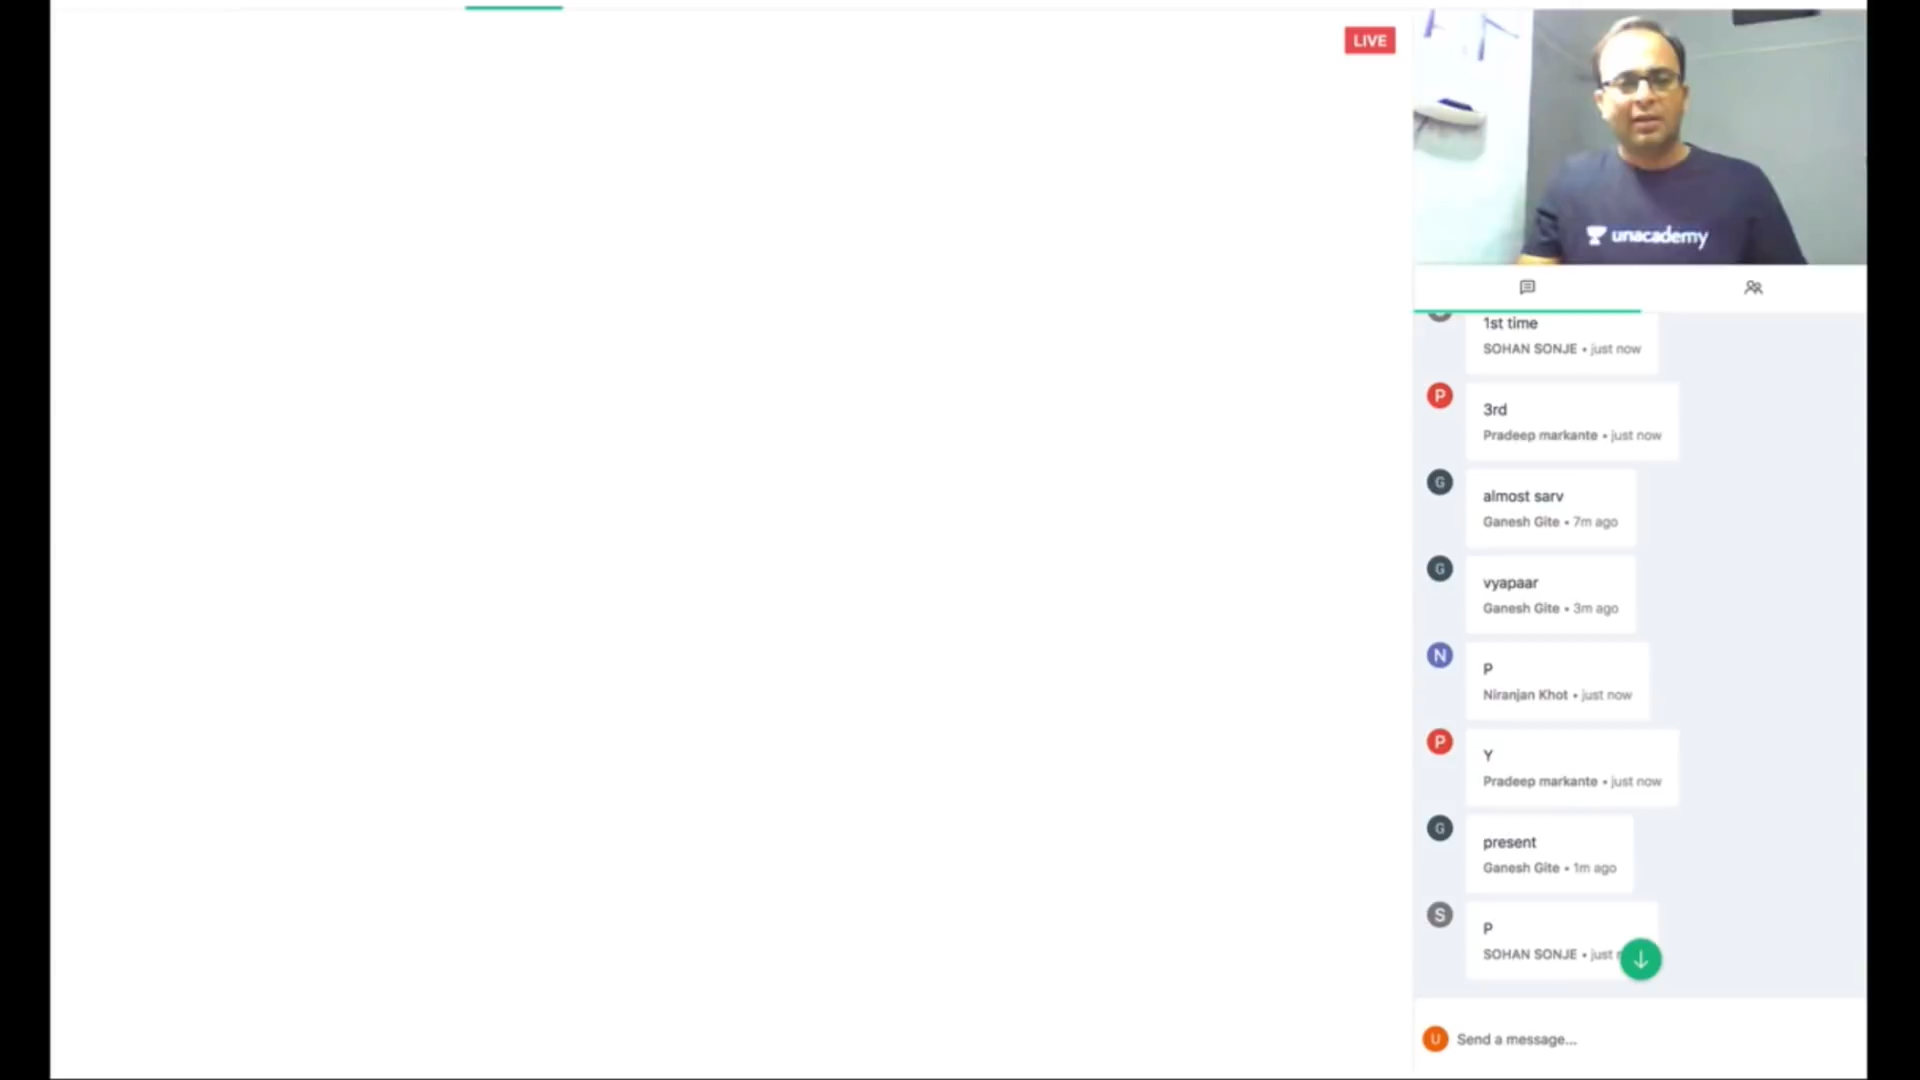 LIVE
unacademy
1st time
SOHAN SONJE • just now
P
3rd
Pradeep markante • just now
G
almost sarv
Ganesh Gite • 7m ago
G
vyapaar
Ganesh Gite • 3m ago
N
P
Niranjan Khot • just now
P
Y
Pradeep markante • just now
G
present
Ganesh Gite • 1m ago
S
P
SOHAN SONJE • just
U
Send a message...